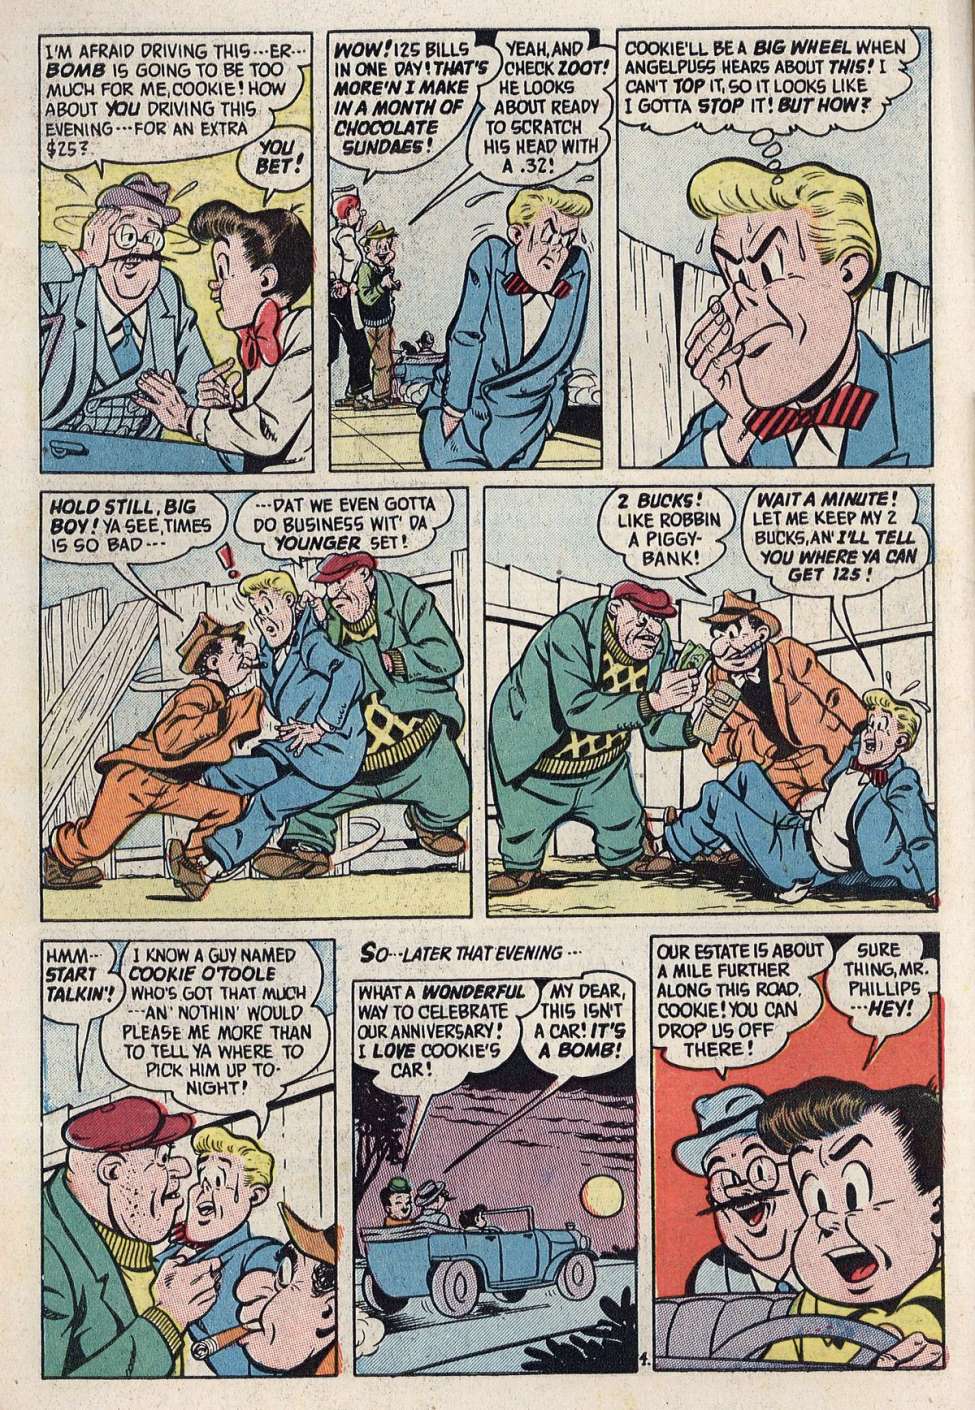 I'M AFRAID DRIVING THIS---ER--
BOMB IS GOING TO BE TOO
MUCH FOR ME, COOKIE! HOW
ABOUT YOU DRIVING THIS
EVENING---FOR AN EXTRA
$25?
YOU
BET!
WOW! 125 BILLS
IN ONE DAY! THAT'S
MORE'N I MAKE
IN A MONTH OF
CHOCOLATE
SUNDAES!
YEAH, AND
CHECK ZOOT!
HE LOOKS
ABOUT READY
TO SCRATCH
HIS HEAD WITH
A .32!
COOKIE'LL BE A BIG WHEEL WHEN
ANGELPUSS HEARS ABOUT THIS! I
CAN'T TOP IT, SO IT LOOKS LIKE
I GOTTA STOP IT! BUT HOW?
HOLD STILL, BIG
BOY! YA SEE, TIMES
IS SO BAD---
!
---DAT WE EVEN GOTTA
DO BUSINESS WIT' DA
YOUNGER SET!
2 BUCKS!
LIKE ROBBIN
A PIGGY-
BANK!
WAIT A MINUTE!
LET ME KEEP MY 2
BUCKS, AN' I'LL TELL
YOU WHERE YA CAN
GET 125!
HMM--
START
TALKIN'!
I KNOW A GUY NAMED
COOKIE O'TOOLE
WHO'S GOT THAT MUCH
---AN' NOTHIN' WOULD
PLEASE ME MORE THAN
TO TELL YA WHERE TO
PICK HIM UP TO-
NIGHT!
SO---LATER THAT EVENING---
WHAT A WONDERFUL
WAY TO CELEBRATE
OUR ANNIVERSARY!
I LOVE COOKIE'S
CAR!
MY DEAR,
THIS ISN'T
A CAR! IT'S
A BOMB!
4.
OUR ESTATE IS ABOUT
A MILE FURTHER
ALONG THIS ROAD,
COOKIE! YOU CAN
DROP US OFF
THERE!
SURE
THING, MR.
PHILLIPS
---HEY!